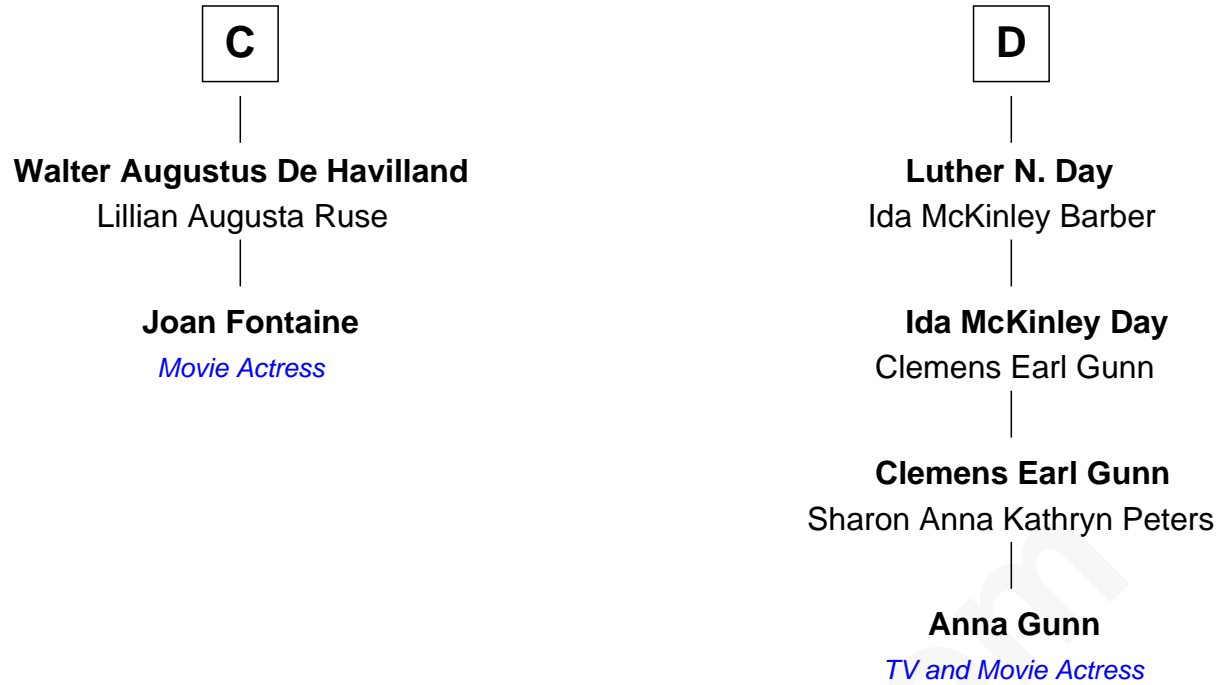 C
Walter Augustus De Havilland
Lillian Augusta Ruse
Joan Fontaine
Movie Actress
D
Luther N. Day
Ida McKinley Barber
Ida McKinley Day
Clemens Earl Gunn
Clemens Earl Gunn
Sharon Anna Kathryn Peters
Anna Gunn
TV and Movie Actress